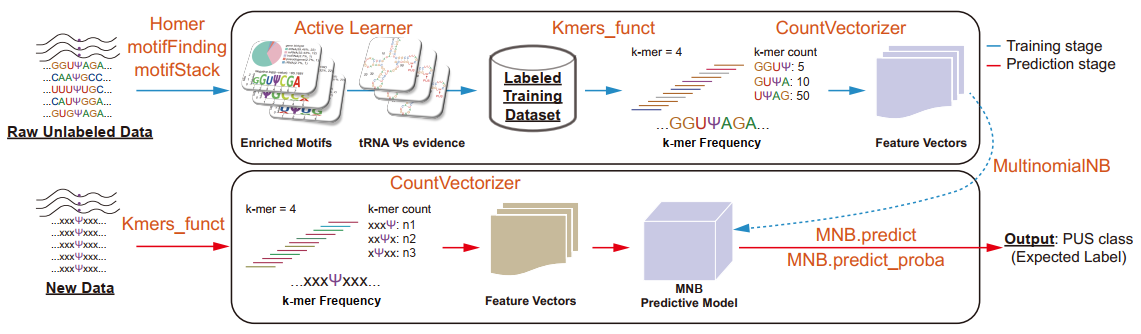 Homer
motifFinding
motifStack
...GGUΨAGA...
...CAAΨGCC...
...UUUΨUGC...
...CAUΨGGA...
...GUGΨAGA...
Raw Unlabeled Data
Active Learner
GGUΨCGA
Enriched Motifs
tRNA Ψs evidence
Labeled
Training
Dataset
Kmers_funct
k-mer = 4
...GGUΨAGA...
k-mer Frequency
CountVectorizer
k-mer count
GGUΨ: 5
GUΨA: 10
UΨAG: 50
Feature Vectors
Training stage
Prediction stage
MultinomialNB
...xxxΨxxx...
...xxxΨxxx...
...xxxΨxxx...
...xxxΨxxx...
...xxxΨxxx...
New Data
Kmers_funct
CountVectorizer
k-mer = 4
...xxxΨxxx...
k-mer Frequency
k-mer count
xxxΨ: n1
xxΨx: n2
xΨxx: n3
Feature Vectors
MNB
Predictive Model
MNB.predict
MNB.predict_proba
Output: PUS class
(Expected Label)